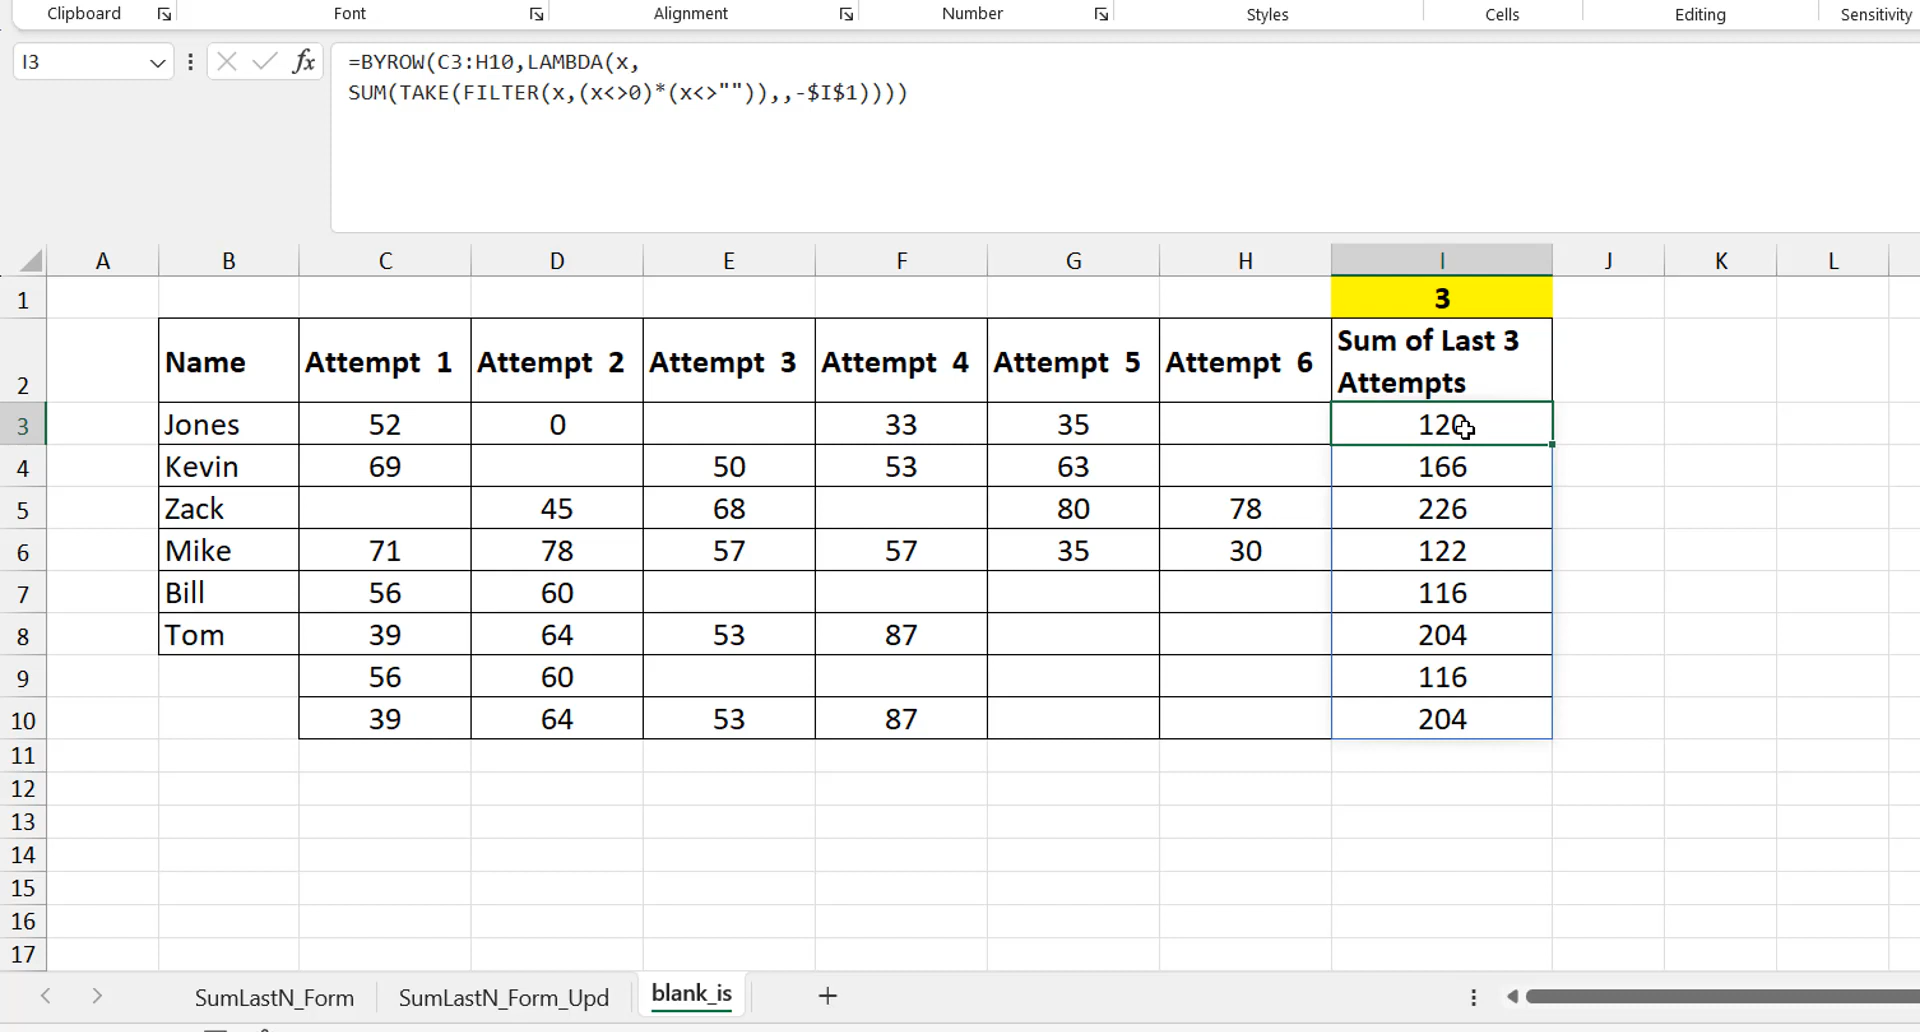 Clipboard Font Alignment Number Styles Cells Editing Sensitivity
I3 fx =BYROW(C3:H10,LAMBDA(x,
SUM(TAKE(FILTER(x,(x<>0)*(x<>"")),,-$I$1))))
A B C D E F G H I J K L
1 3
2 Name Attempt 1 Attempt 2 Attempt 3 Attempt 4 Attempt 5 Attempt 6 Sum of Last 3
Attempts
3 Jones 52 0 33 35 120
4 Kevin 69 50 53 63 166
5 Zack 45 68 80 78 226
6 Mike 71 78 57 57 35 30 122
7 Bill 56 60 116
8 Tom 39 64 53 87 204
9 56 60 116
10 39 64 53 87 204
11
12
13
14
15
16
17
SumLastN_Form SumLastN_Form_Upd blank_is